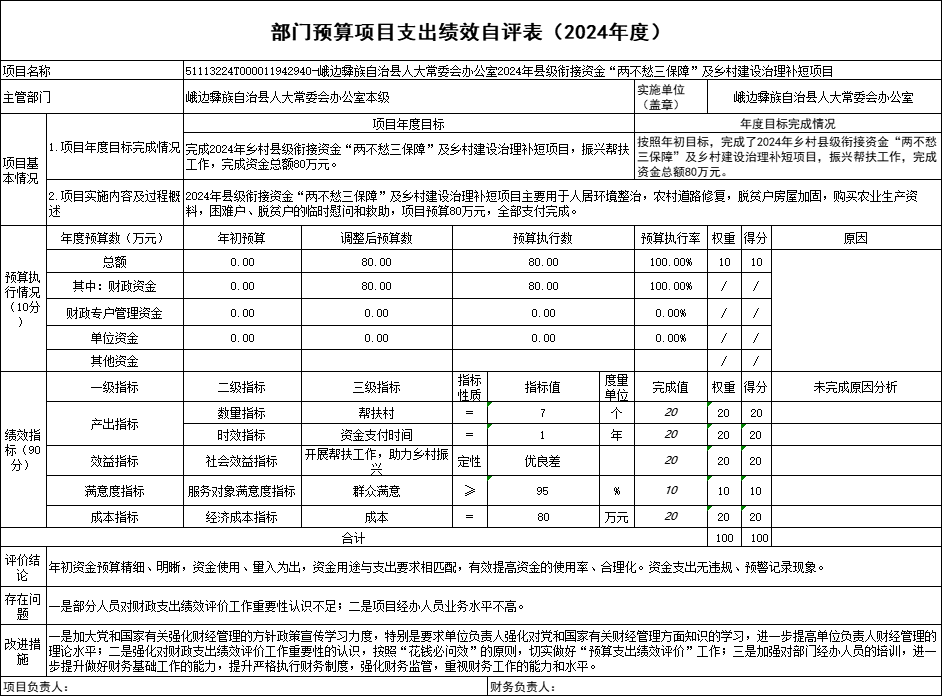 部门预算项目支出绩效自评表（2024年度）
项目名称 51113224T000011942940-峨边彝族自治县人大常委会办公室2024年县级衔接资金“两不愁三保障”及乡村建设治理补短项目
主管部门 峨边彝族自治县人大常委会办公室本级 实施单位（盖章） 峨边彝族自治县人大常委会办公室
项目基本情况
1.项目年度目标完成情况
项目年度目标 年度目标完成情况
完成2024年乡村县级衔接资金“两不愁三保障”及乡村建设治理补短项目，振兴帮扶
工作，完成资金总额80万元。
按照年初目标，完成了2024年乡村县级衔接资金“两不愁
三保障”及乡村建设治理补短项目，振兴帮扶工作，完成
资金总额80万元。
2.项目实施内容及过程概
述
2024年县级衔接资金“两不愁三保障”及乡村建设治理补短项目主要用于人居环境整治，农村道路修复，脱贫户房屋加固，购买农业生产资
料，困难户、脱贫户的临时慰问和救助，项目预算80万元，全部支付完成。
预算执行情况（10分）
年度预算数（万元） 年初预算 调整后预算数 预算执行数 预算执行率 权重 得分 原因
总额 0.00 80.00 80.00 100.00% 10 10
其中：财政资金 0.00 80.00 80.00 100.00% / /
财政专户管理资金 0.00 0.00 0.00 0.00% / /
单位资金 0.00 0.00 0.00 0.00% / /
其他资金 / /
绩效指标（90分）
一级指标 二级指标 三级指标 指标性质 指标值 度量单位 完成值 权重 得分 未完成原因分析
产出指标 数量指标 帮扶村 = 7 个 20 20 20
时效指标 资金支付时间 = 1 年 20 20 20
效益指标 社会效益指标 开展帮扶工作，助力乡村振兴 定性 优良差 20 20 20
满意度指标 服务对象满意度指标 群众满意 ≥ 95 % 10 10 10
成本指标 经济成本指标 成本 = 80 万元 20 20 20
合计 100 100
评价结论 年初资金预算精细、明晰，资金使用、量入为出，资金用途与支出要求相匹配，有效提高资金的使用率、合理化。资金支出无违规、预警记录现象。
存在问题 一是部分人员对财政支出绩效评价工作重要性认识不足；二是项目经办人员业务水平不高。
改进措施
一是加大党和国家有关强化财经管理的方针政策宣传学习力度，特别是要求单位负责人强化对党和国家有关财经管理方面知识的学习，进一步提高单位负责人财经管理的
理论水平；二是强化对财政支出绩效评价工作重要性的认识，按照“花钱必问效”的原则，切实做好“预算支出绩效评价”工作；三是加强对部门经办人员的培训，进一
步提升做好财务基础工作的能力，提升严格执行财务制度，强化财务监管，重视财务工作的能力和水平。
项目负责人： 财务负责人：